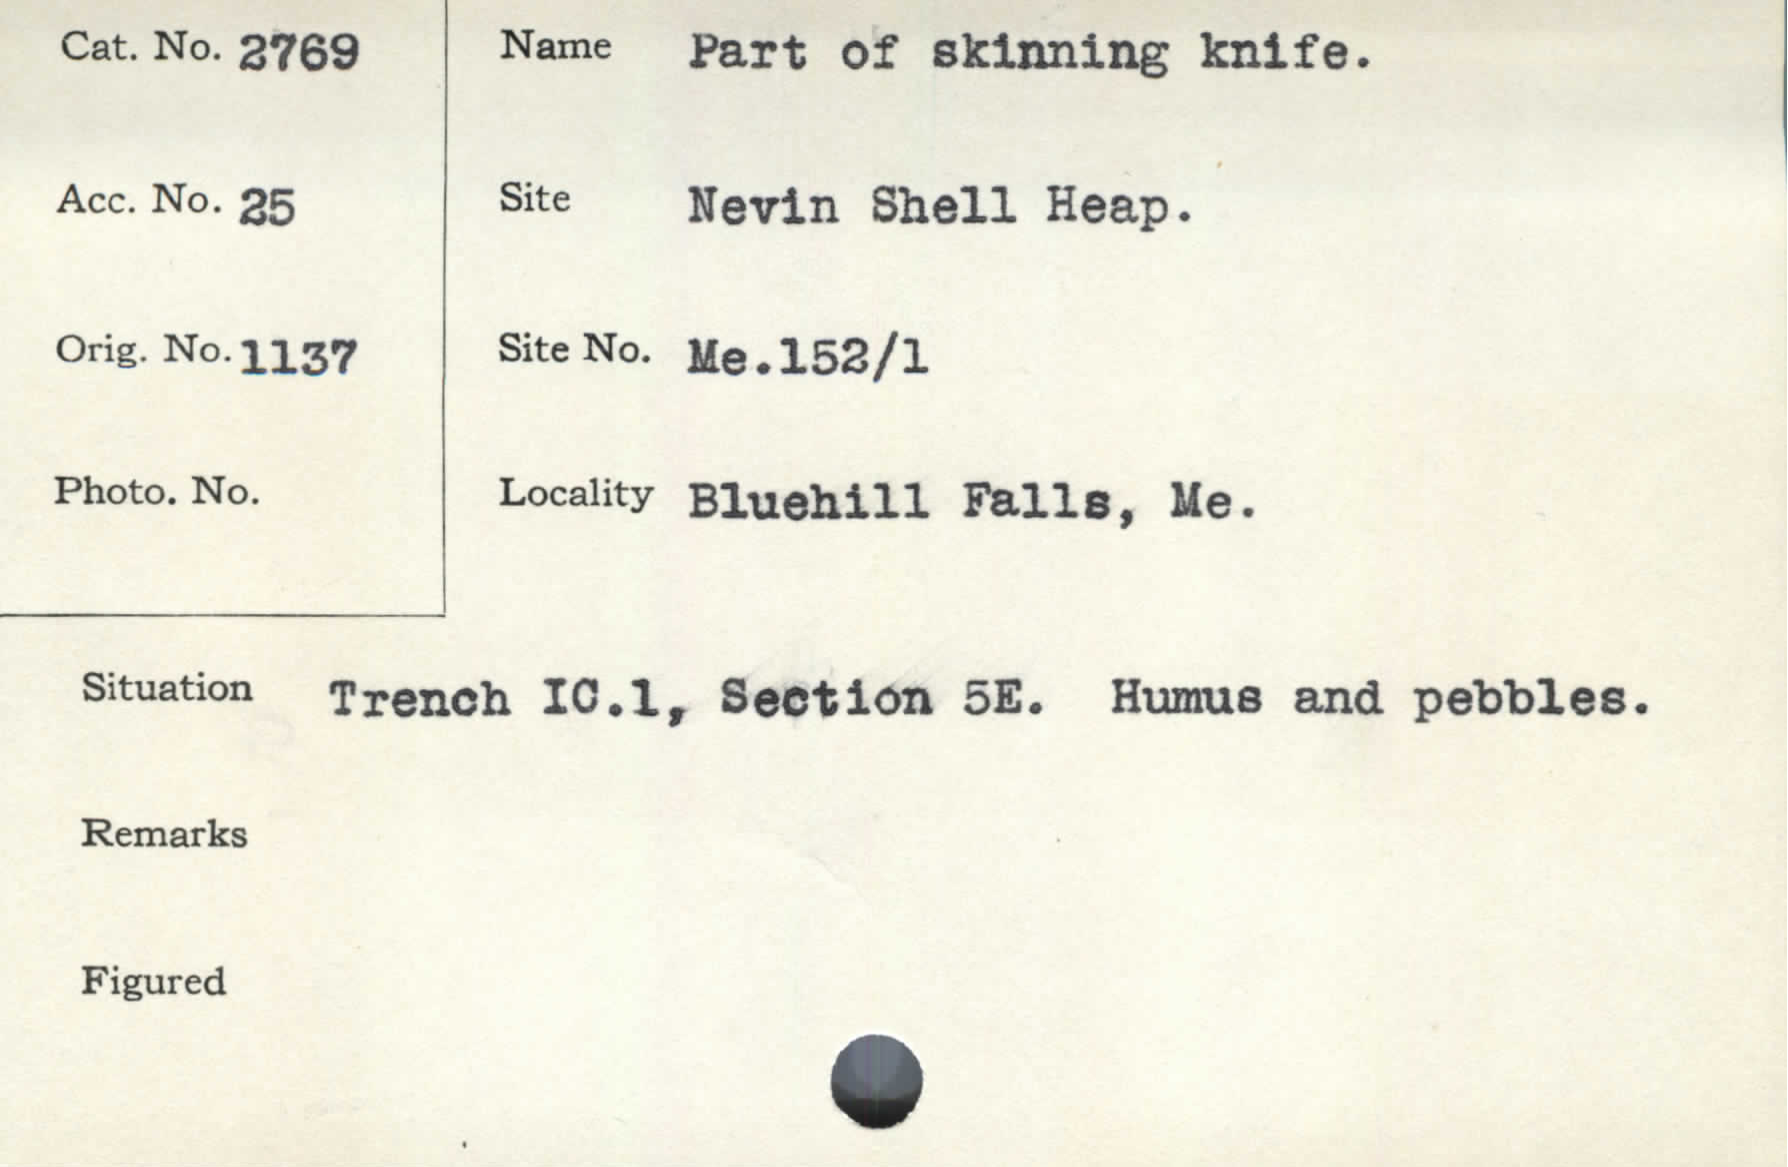 Cat. No. 2769
Name Part of skinning knife.
Acc. No. 25
Site Nevin Shell Heap.
Orig. No. 1137
Site No. Me.152/1
Photo. No.
Locality Bluehill Falls, Me.
Situation Trench IC.1, Section 5E. Humus and pebbles.
Remarks
Figured